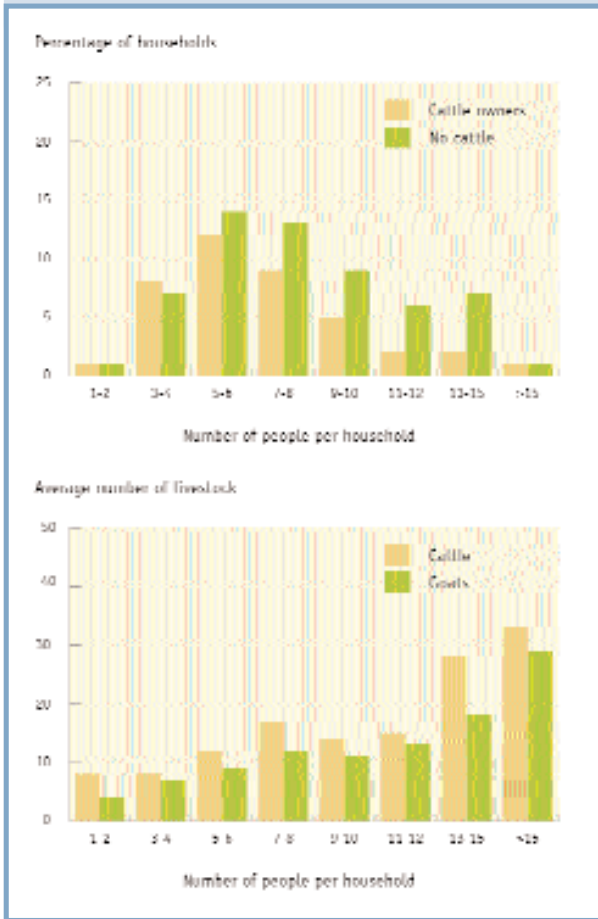 Percentage of households
25
20
15
10
5
0
Cattle owners
No cattle
1-2 3-4 5-6 7-8 9-10 11-12 13-15 >15
Number of people per household
Average number of livestock
50
40
30
20
10
0
Cattle
Goats
1-2 3-4 5-6 7-8 9-10 11-12 13-15
Number of people per household